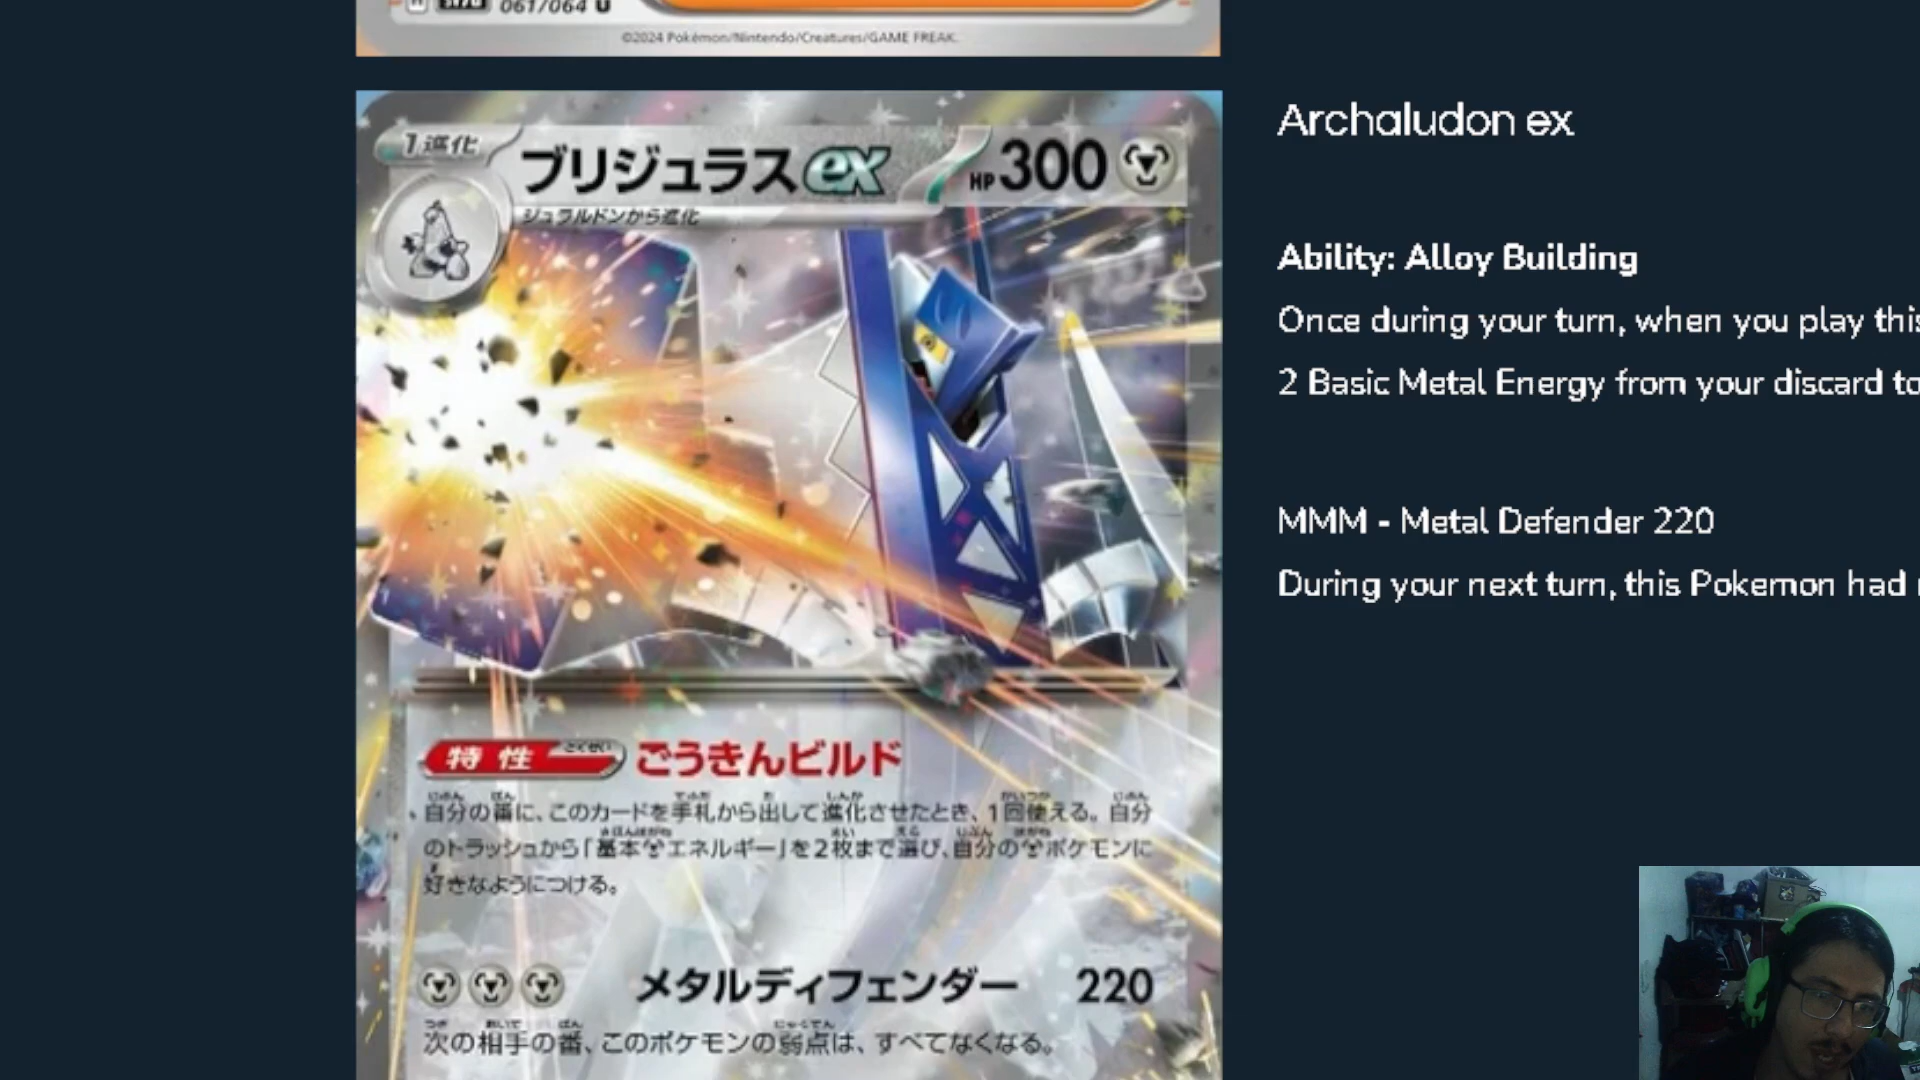 061/064 U
©2024 Pokémon/Nintendo/Creatures/GAME FREAK.
1進化
ブリジュラスex
HP 300
ジュラルドンから進化
特性
とくせい
ごうきんビルド
自分の番に、このカードを手札から出して進化させたとき、1回使える。自分
のトラッシュから「基本エネルギー」を2枚まで選び、自分のポケモンに
好きなようにつける。
メタルディフェンダー 220
次の相手の番、このポケモンの弱点は、すべてなくなる。
Archaludon ex
Ability: Alloy Building
Once during your turn, when you play this
2 Basic Metal Energy from your discard to
MMM - Metal Defender 220
During your next turn, this Pokemon had